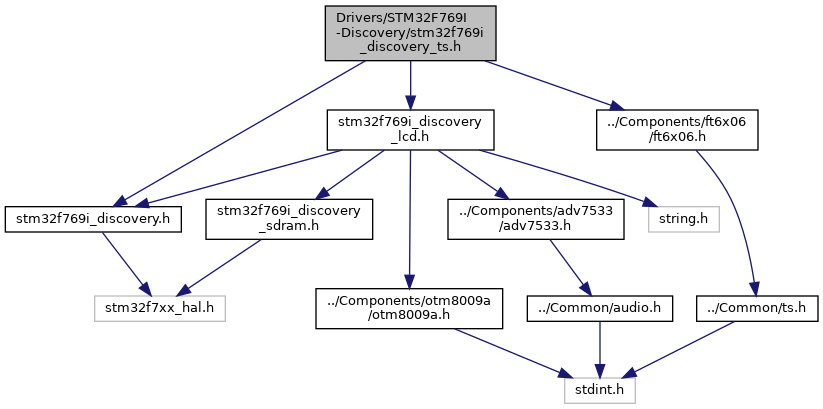 Drivers/STM32F769I
-Discovery/stm32f769i
_discovery_ts.h
stm32f769i_discovery
_lcd.h
../Components/ft6x06
/ft6x06.h
stm32f769i_discovery.h
stm32f769i_discovery
_sdram.h
../Components/adv7533
/adv7533.h
string.h
stm32f7xx_hal.h
../Components/otm8009a
/otm8009a.h
../Common/audio.h
../Common/ts.h
stdint.h